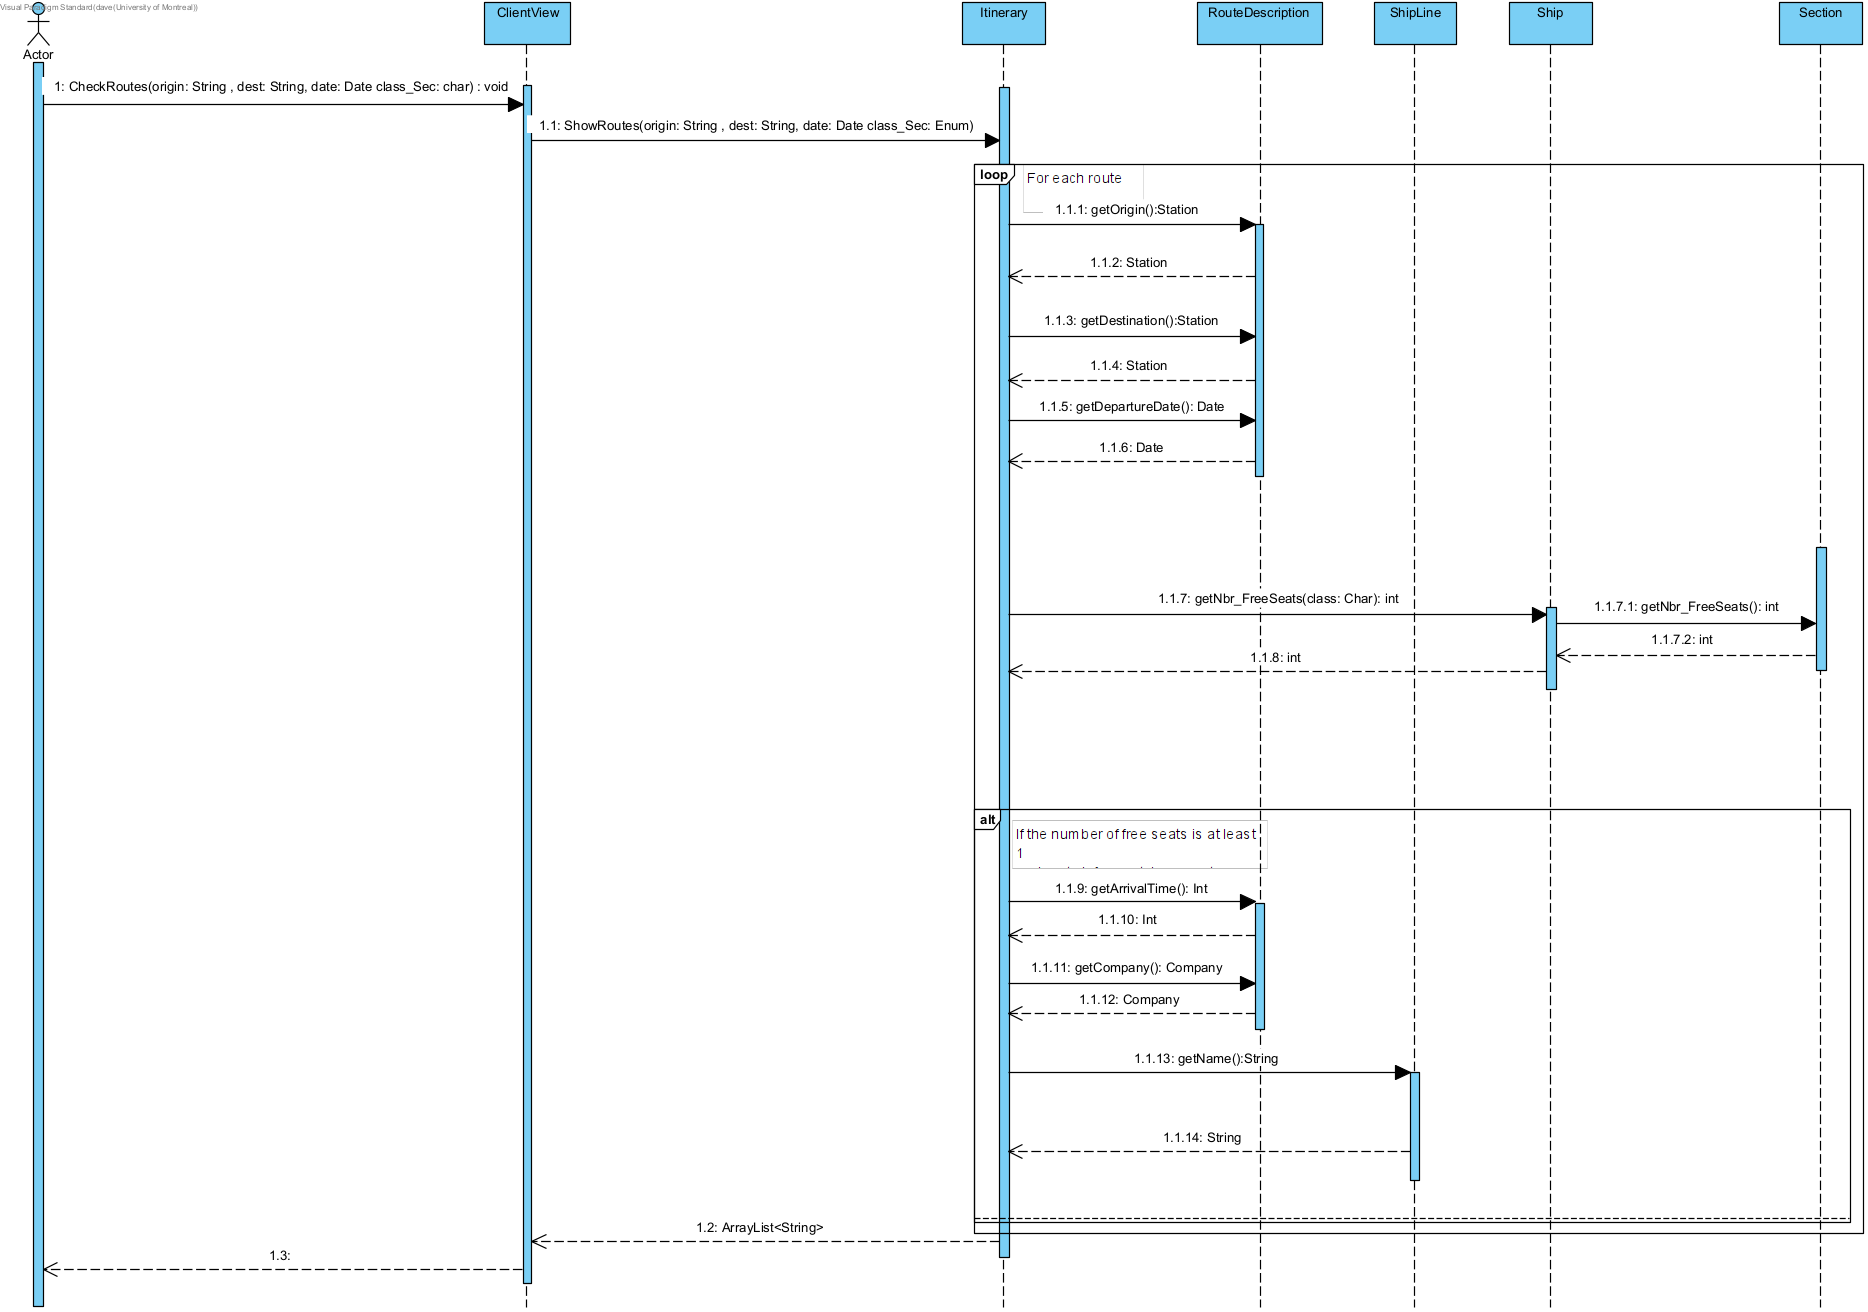 Visual Paradigm Standard(dave(University of Montreal))
Actor
ClientView
Itinerary
RouteDescription
ShipLine
Ship
Section
1: CheckRoutes(origin: String , dest: String, date: Date class_Sec: char) : void
1.1: ShowRoutes(origin: String , dest: String, date: Date class_Sec: Enum)
loop
For each route
1.1.1: getOrigin():Station
1.1.2: Station
1.1.3: getDestination():Station
1.1.4: Station
1.1.5: getDepartureDate(): Date
1.1.6: Date
1.1.7: getNbr_FreeSeats(class: Char): int
1.1.7.1: getNbr_FreeSeats(): int
1.1.7.2: int
1.1.8: int
alt
If the number of free seats is at least
1
1.1.9: getArrivalTime(): Int
1.1.10: Int
1.1.11: getCompany(): Company
1.1.12: Company
1.1.13: getName():String
1.1.14: String
1.2: ArrayList<String>
1.3: